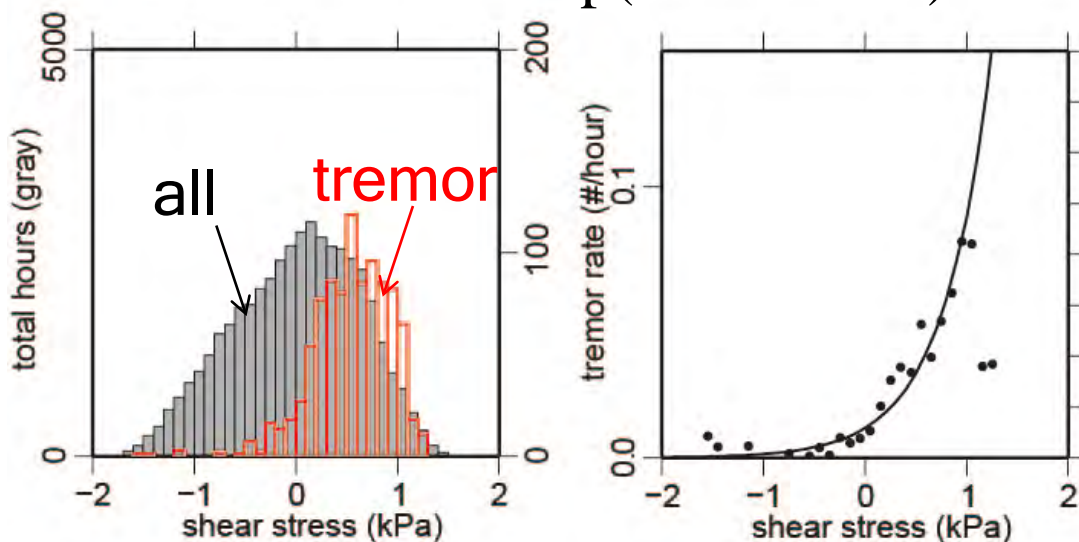 5000
200
total hours (gray)
all
tremor
100
0
0
−2
−1
0
1
2
shear stress (kPa)
tremor rate (#/hour)
0.1
0.0
−2
−1
0
1
2
shear stress (kPa)